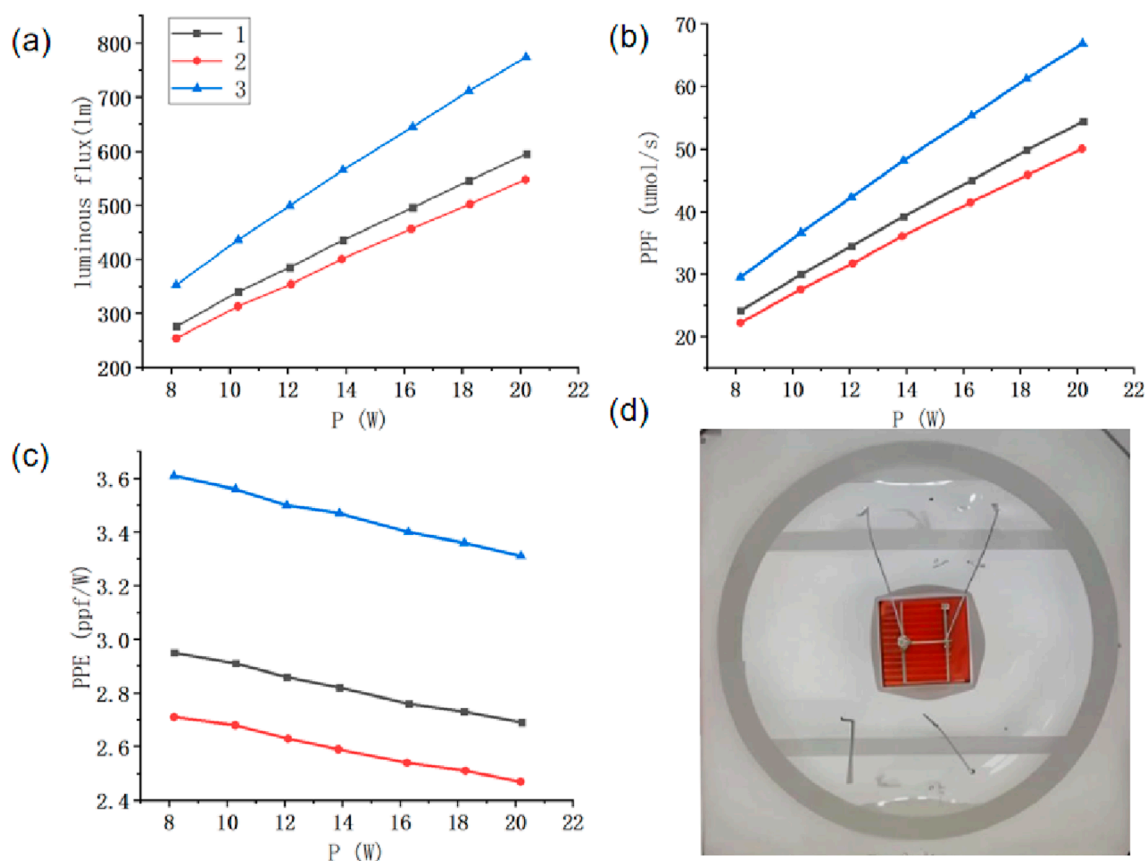 (a)
1
2
3
luminous flux(lm)
800
700
600
500
400
300
200
8 10 12 14 16 18 20 22
P (W)
(b)
PPF (umol/s)
70
60
50
40
30
20
8 10 12 14 16 18 20 22
P (W)
(c)
PPE (ppf/W)
3.6
3.4
3.2
3.0
2.8
2.6
2.4
8 10 12 14 16 18 20 22
P (W)
(d)